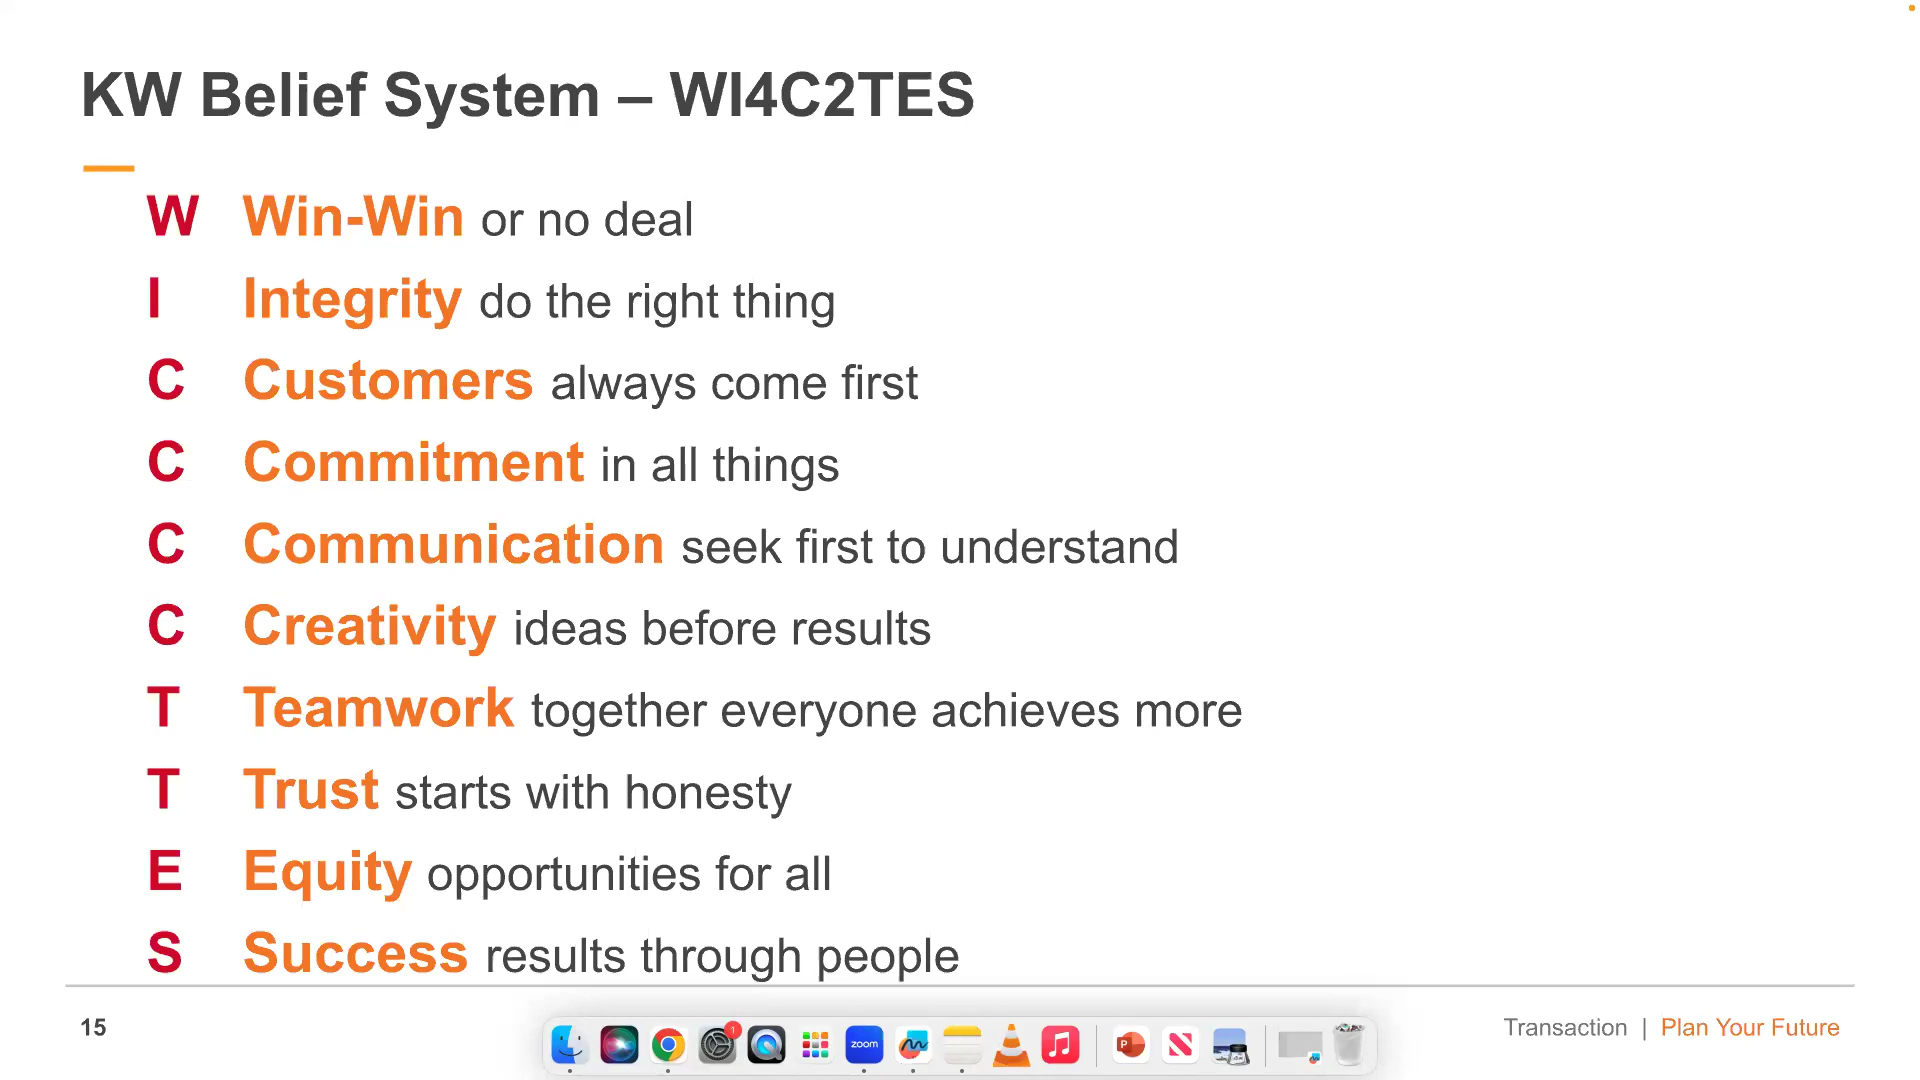 KW Belief System – WI4C2TES
W Win-Win or no deal
I Integrity do the right thing
C Customers always come first
C Commitment in all things
C Communication seek first to understand
C Creativity ideas before results
T Teamwork together everyone achieves more
T Trust starts with honesty
E Equity opportunities for all
S Success results through people
15
1
zoom
P
Transaction | Plan Your Future